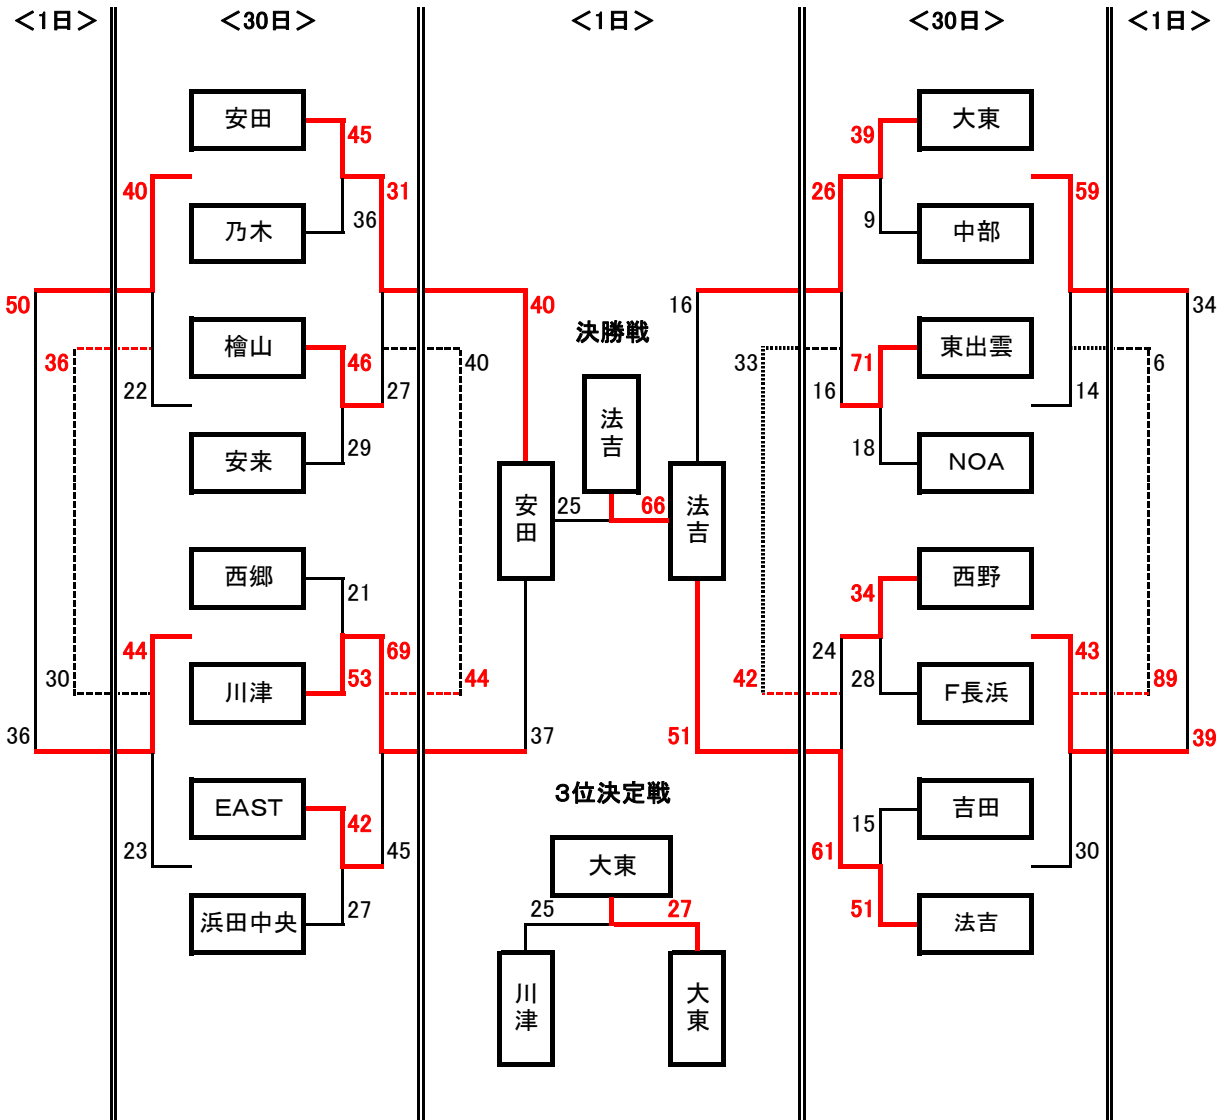 ＜1日＞ ＜30日＞ ＜1日＞ ＜30日＞ ＜1日＞
安田 大東
45 39
40 31 26 59
36 9
乃木 中部
50 40 16 34
決勝戦
檜山 東出雲
36 46 40 33 71 6
22 27 16 14
法吉
29 18
安来 NOA
25 66
安田 法吉
西郷 西野
21 34
44 69 24 43
30 53 44 42 28 89
川津 F長浜
36 37 51 39
3位決定戦
EAST 吉田
42 15
23 45 61 30
大東
27 25 27 51
浜田中央 法吉
川津 大東